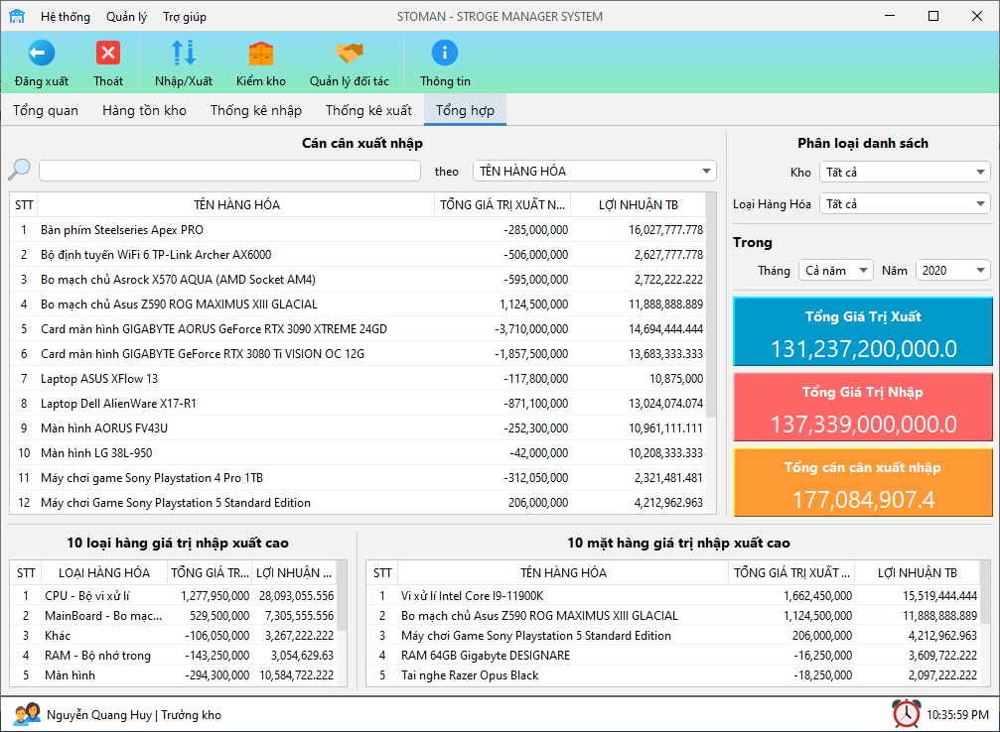 Hệ thống Quản lý Trợ giúp STOMAN - STROGE MANAGER SYSTEM
Đăng xuất Thoát Nhập/Xuất Kiểm kho Quản lý đối tác Thông tin
Tổng quan Hàng tồn kho Thống kê nhập Thống kê xuất Tổng hợp
Cán cân xuất nhập
theo TÊN HÀNG HÓA
STT TÊN HÀNG HÓA TỔNG GIÁ TRỊ XUẤT N... LỢI NHUẬN TB
1 Bàn phím Steelseries Apex PRO -285,000,000 16,027,777.778
2 Bộ định tuyến WiFi 6 TP-Link Archer AX6000 -506,000,000 2,627,777.778
3 Bo mạch chủ Asrock X570 AQUA (AMD Socket AM4) -595,000,000 2,722,222.222
4 Bo mạch chủ Asus Z590 ROG MAXIMUS XIII GLACIAL 1,124,500,000 11,888,888.889
5 Card màn hình GIGABYTE AORUS GeForce RTX 3090 XTREME 24GD -3,710,000,000 14,694,444.444
6 Card màn hình GIGABYTE GeForce RTX 3080 Ti VISION OC 12G -1,857,500,000 13,683,333.333
7 Laptop ASUS XFlow 13 -117,800,000 10,875,000
8 Laptop Dell AlienWare X17-R1 -871,100,000 13,024,074.074
9 Màn hình AORUS FV43U -252,300,000 10,961,111.111
10 Màn hình LG 38L-950 -42,000,000 10,208,333.333
11 Máy chơi game Sony Playstation 4 Pro 1TB -312,050,000 2,321,481.481
12 Máy chơi Game Sony Playstation 5 Standard Edition 206,000,000 4,212,962.963
Phân loại danh sách
Kho Tất cả
Loại Hàng Hóa Tất cả
Trong
Tháng Cả năm Năm 2020
Tổng Giá Trị Xuất
131,237,200,000.0
Tổng Giá Trị Nhập
137,339,000,000.0
Tổng cán cân xuất nhập
177,084,907.4
10 loại hàng giá trị nhập xuất cao
STT LOẠI HÀNG HÓA TỔNG GIÁ TR... LỢI NHUẬN ...
1 CPU - Bộ vi xử lí 1,277,950,000 28,093,055.556
2 MainBoard - Bo mạc... 529,500,000 7,305,555.556
3 Khác -106,050,000 3,267,222.222
4 RAM - Bộ nhớ trong -143,250,000 3,054,629.63
5 Màn hình -294,300,000 10,584,722.222
10 mặt hàng giá trị nhập xuất cao
STT TÊN HÀNG HÓA TỔNG GIÁ TRỊ XUẤT ... LỢI NHUẬN TB
1 Vi xử lí Intel Core I9-11900K 1,662,450,000 15,519,444.444
2 Bo mạch chủ Asus Z590 ROG MAXIMUS XIII GLACIAL 1,124,500,000 11,888,888.889
3 Máy chơi Game Sony Playstation 5 Standard Edition 206,000,000 4,212,962.963
4 RAM 64GB Gigabyte DESIGNARE -16,250,000 3,609,722.222
5 Tai nghe Razer Opus Black -18,250,000 2,097,222.222
Nguyễn Quang Huy | Trưởng kho 10:35:59 PM